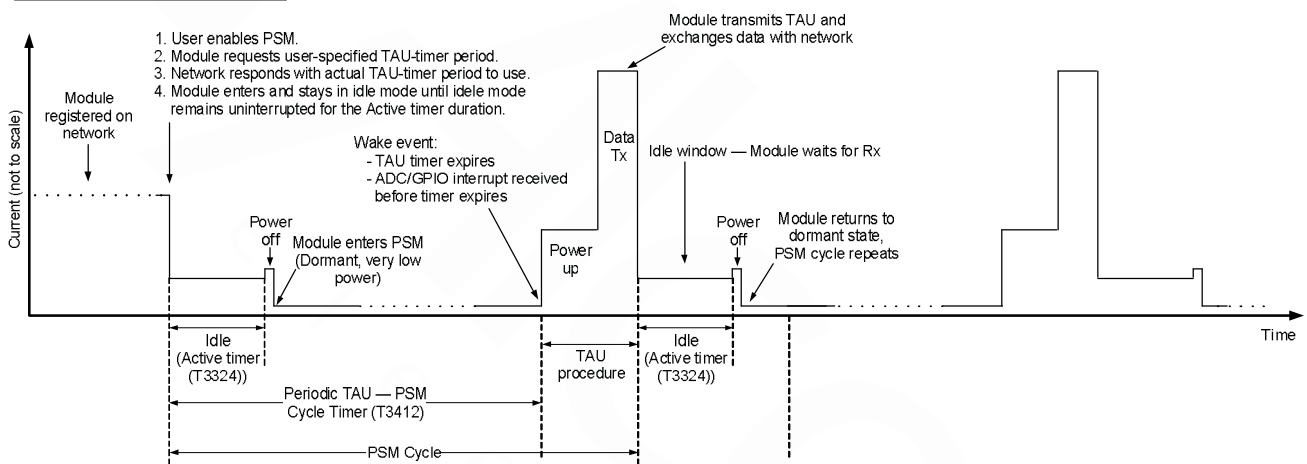 Module transmits TAU and
exchanges data with network
1. User enables PSM.
2. Module requests user-specified TAU-timer period.
3. Network responds with actual TAU-timer period to use.
4. Module enters and stays in idle mode until idele mode
remains uninterrupted for the Active timer duration.
Module
registered on
network
Current (not to scale)
Wake event:
- TAU timer expires
- ADC/GPIO interrupt received
before timer expires
Data
Tx
Idle window — Module waits for Rx
Power
off
Module enters PSM
(Dormant, very low
power)
Power
up
Power
off
Module returns to
dormant state,
PSM cycle repeats
Time
Idle
(Active timer
(T3324))
TAU
procedure
Idle
(Active timer
(T3324))
Periodic TAU — PSM
Cycle Timer (T3412)
PSM Cycle